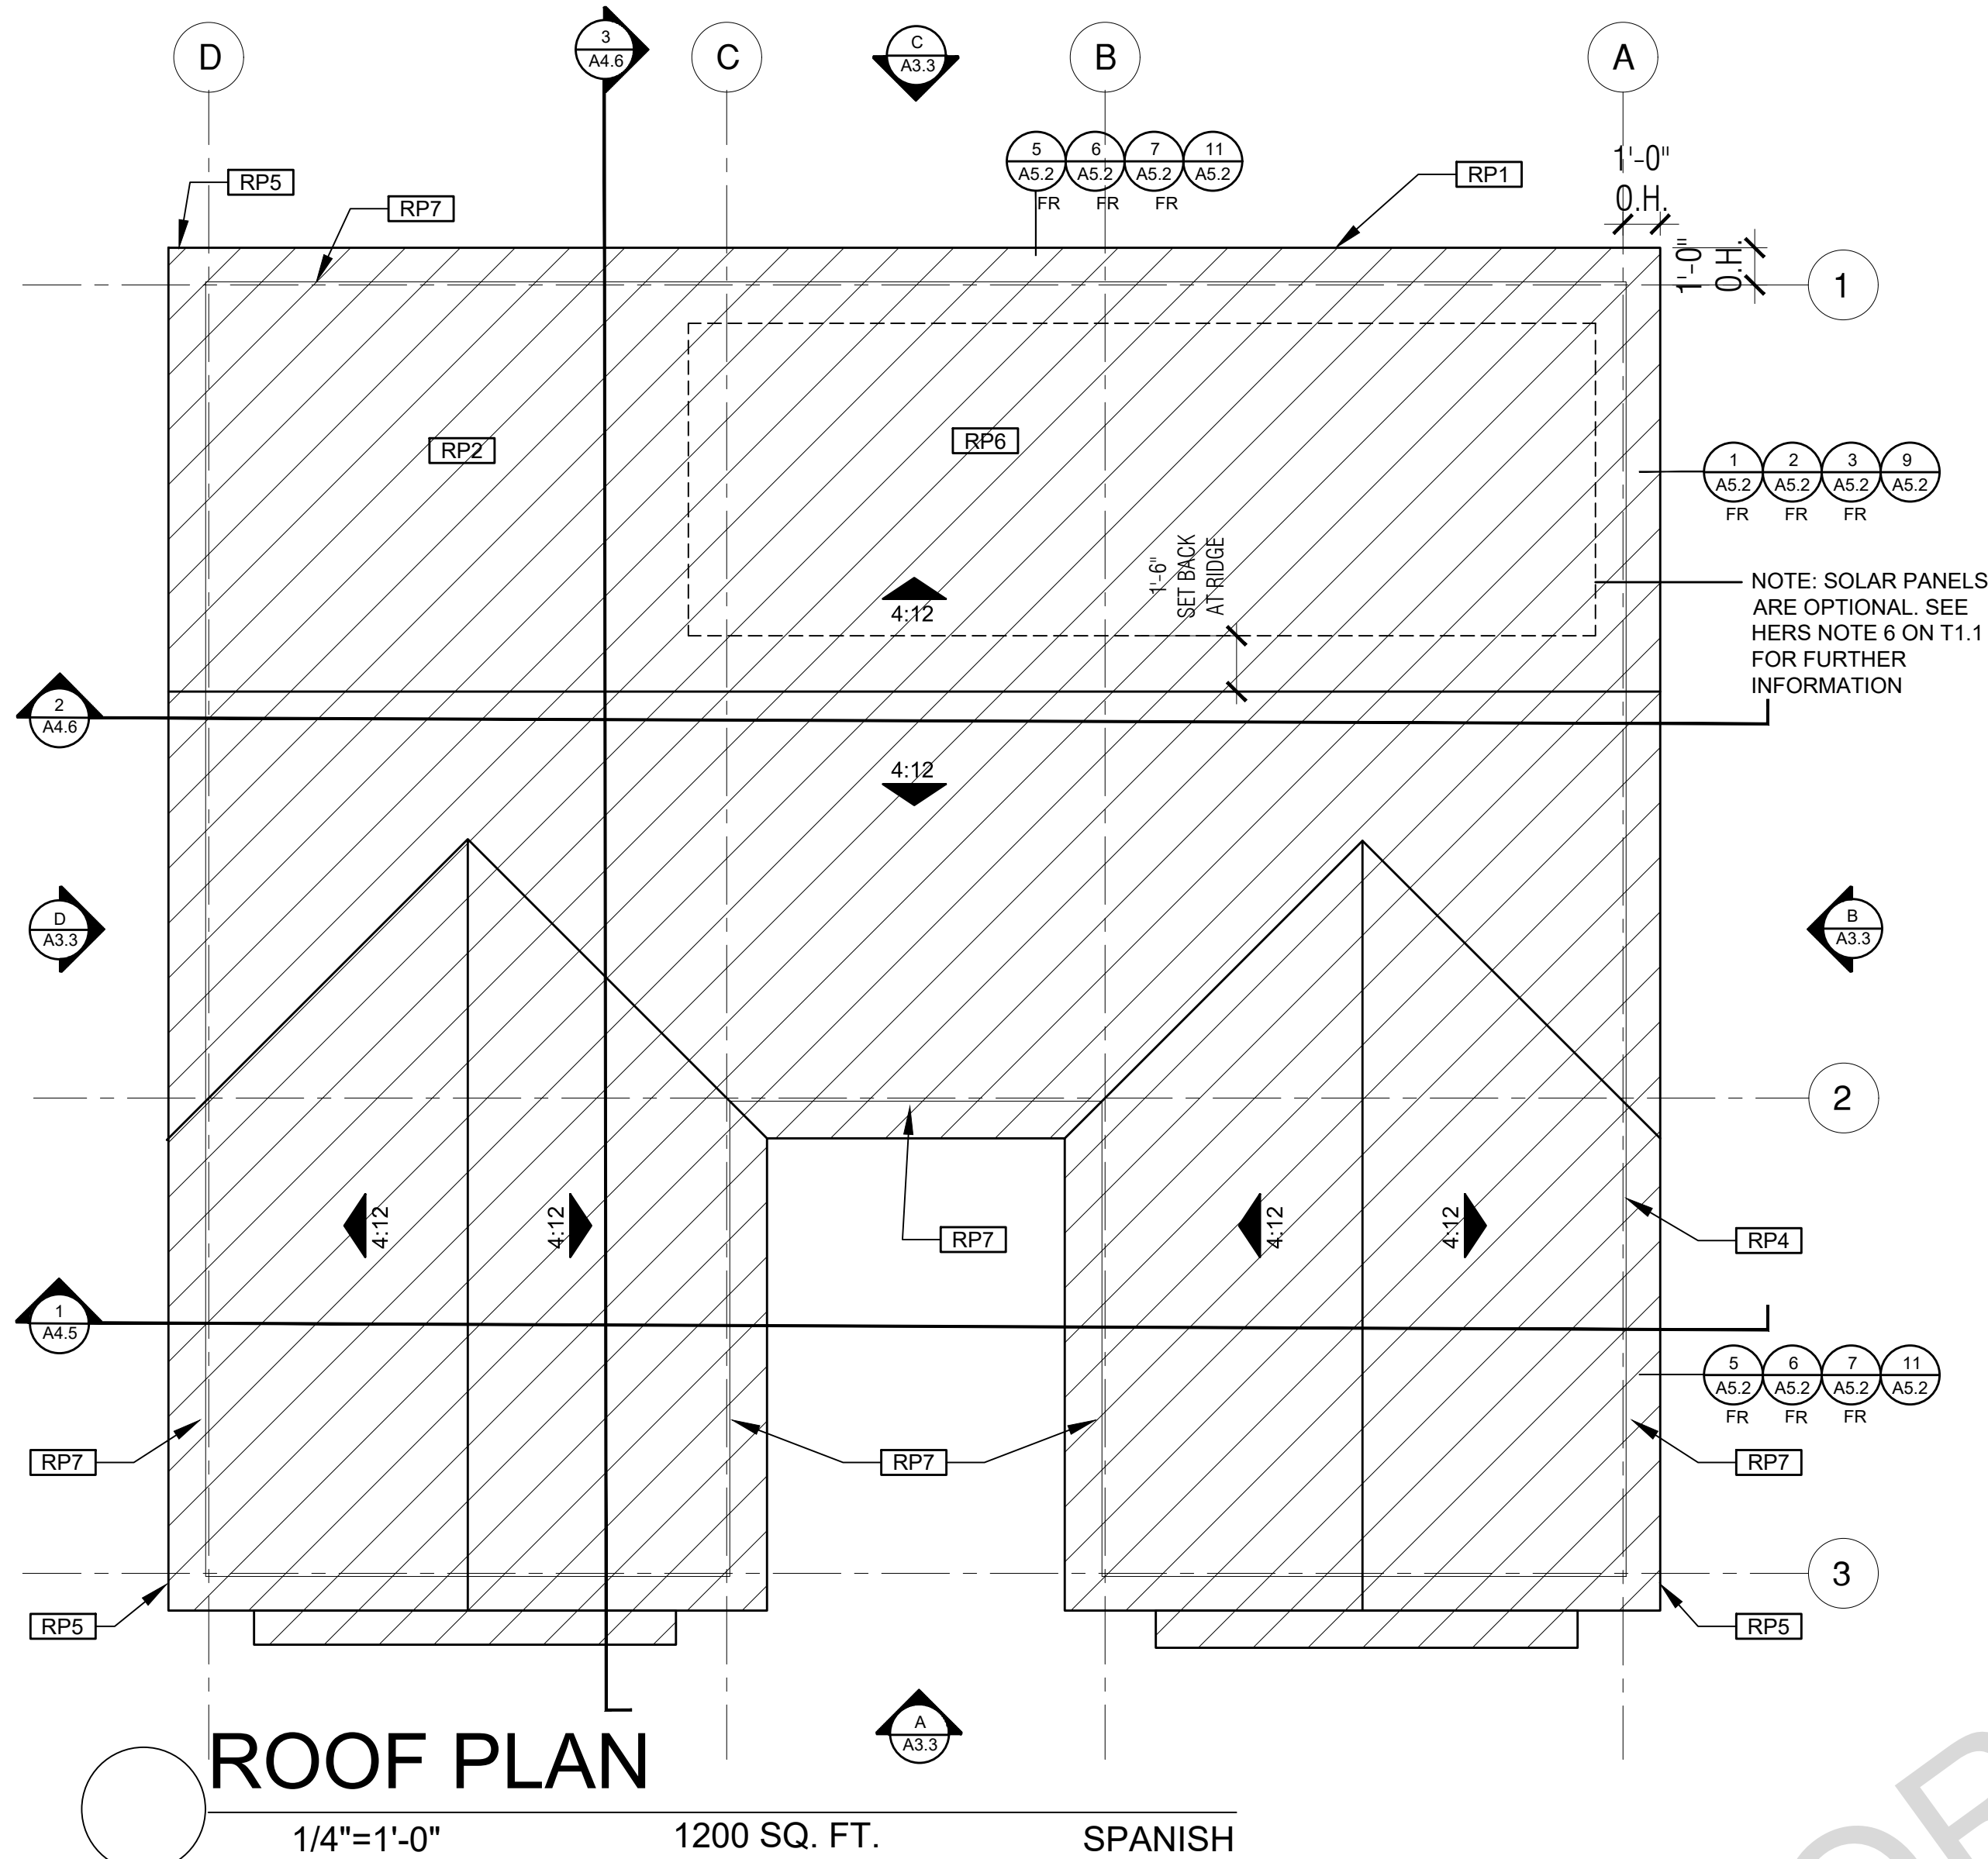 D
3
A4.6
C
C
A3.3
B
A
5
A5.2
FR
6
A5.2
FR
7
A5.2
FR
11
A5.2
1'-0"
O.H.
RP5
RP7
RP1
1'-0"
O.H.
1
RP2
RP6
1
A5.2
FR
2
A5.2
FR
3
A5.2
FR
9
A5.2
1'-6"
SET BACK
AT RIDGE
4:12
NOTE: SOLAR PANELS
ARE OPTIONAL. SEE
HERS NOTE 6 ON T1.1
FOR FURTHER
INFORMATION
2
A4.6
4:12
D
A3.3
B
A3.3
2
4:12
4:12
RP7
4:12
4:12
RP4
1
A4.5
5
A5.2
FR
6
A5.2
FR
7
A5.2
FR
11
A5.2
RP7
RP7
RP7
3
RP5
RP5
A
A3.3
ROOF PLAN
1/4"=1'-0"
1200 SQ. FT.
SPANISH